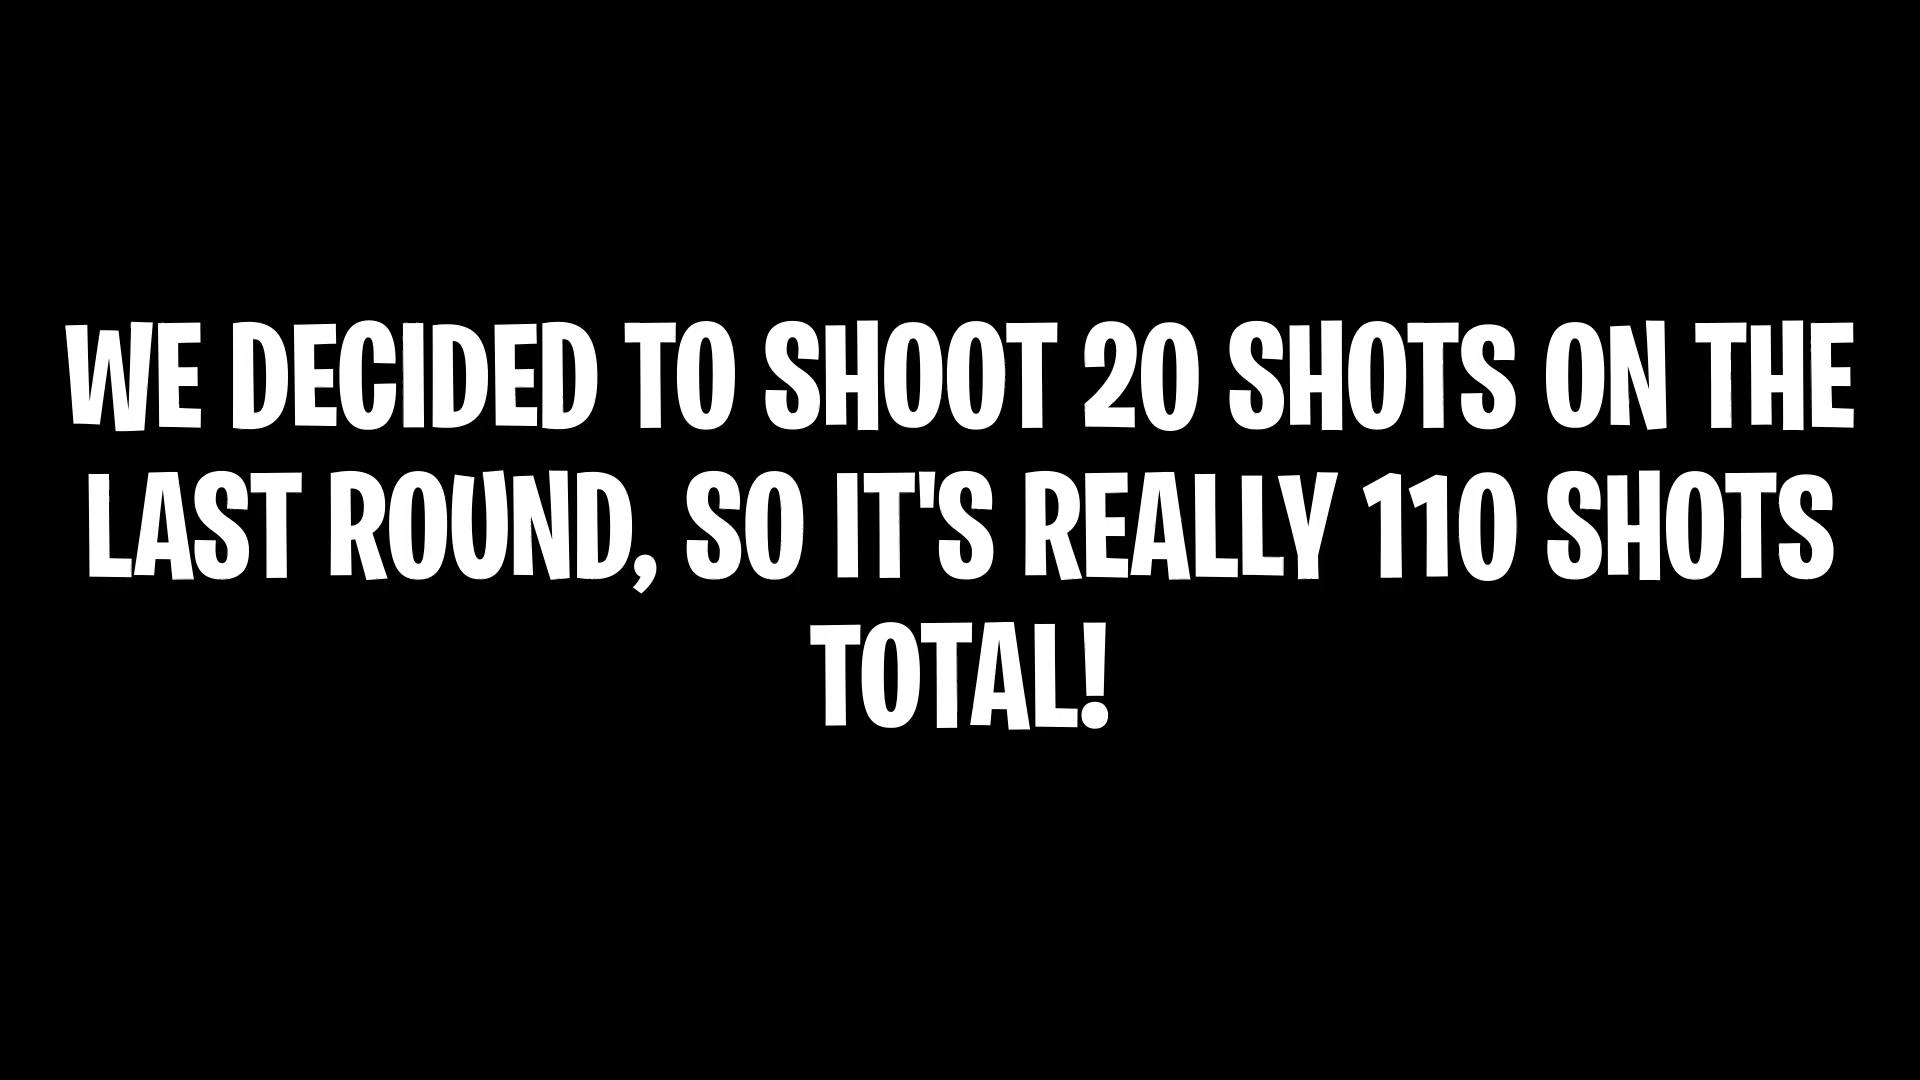 WE DECIDED TO SHOOT 20 SHOTS ON THE
LAST ROUND, SO IT'S REALLY 110 SHOTS
TOTAL!